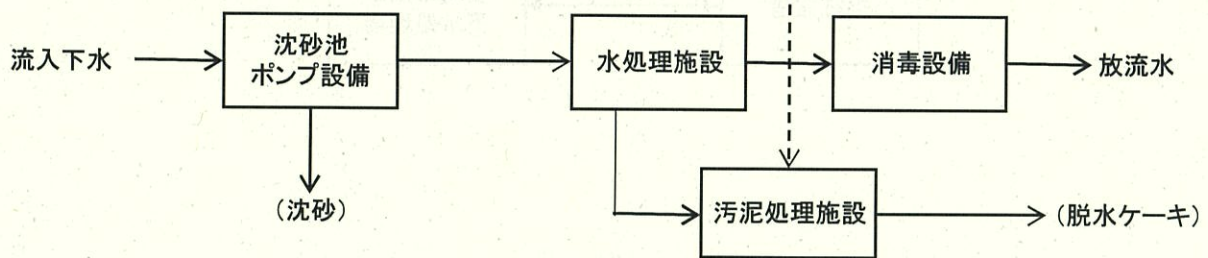 流入下水
沈砂池
ポンプ設備
水処理施設
消毒設備
放流水
(沈砂)
汚泥処理施設
(脱水ケーキ)